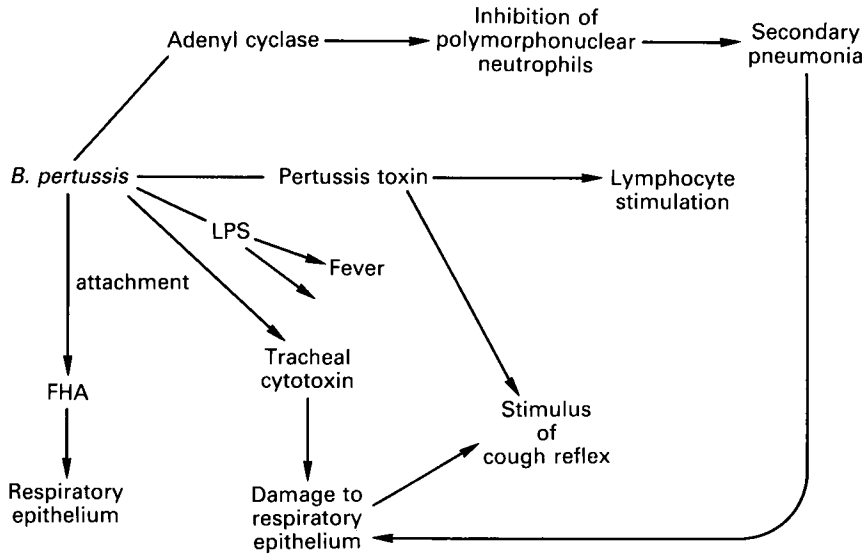 Adenyl cyclase
Inhibition of
polymorphonuclear
neutrophils
Secondary
pneumonia
B. pertussis
Pertussis toxin
Lymphocyte
stimulation
LPS
Fever
attachment
Tracheal
cytotoxin
FHA
Stimulus
of
cough reflex
Respiratory
epithelium
Damage to
respiratory
epithelium